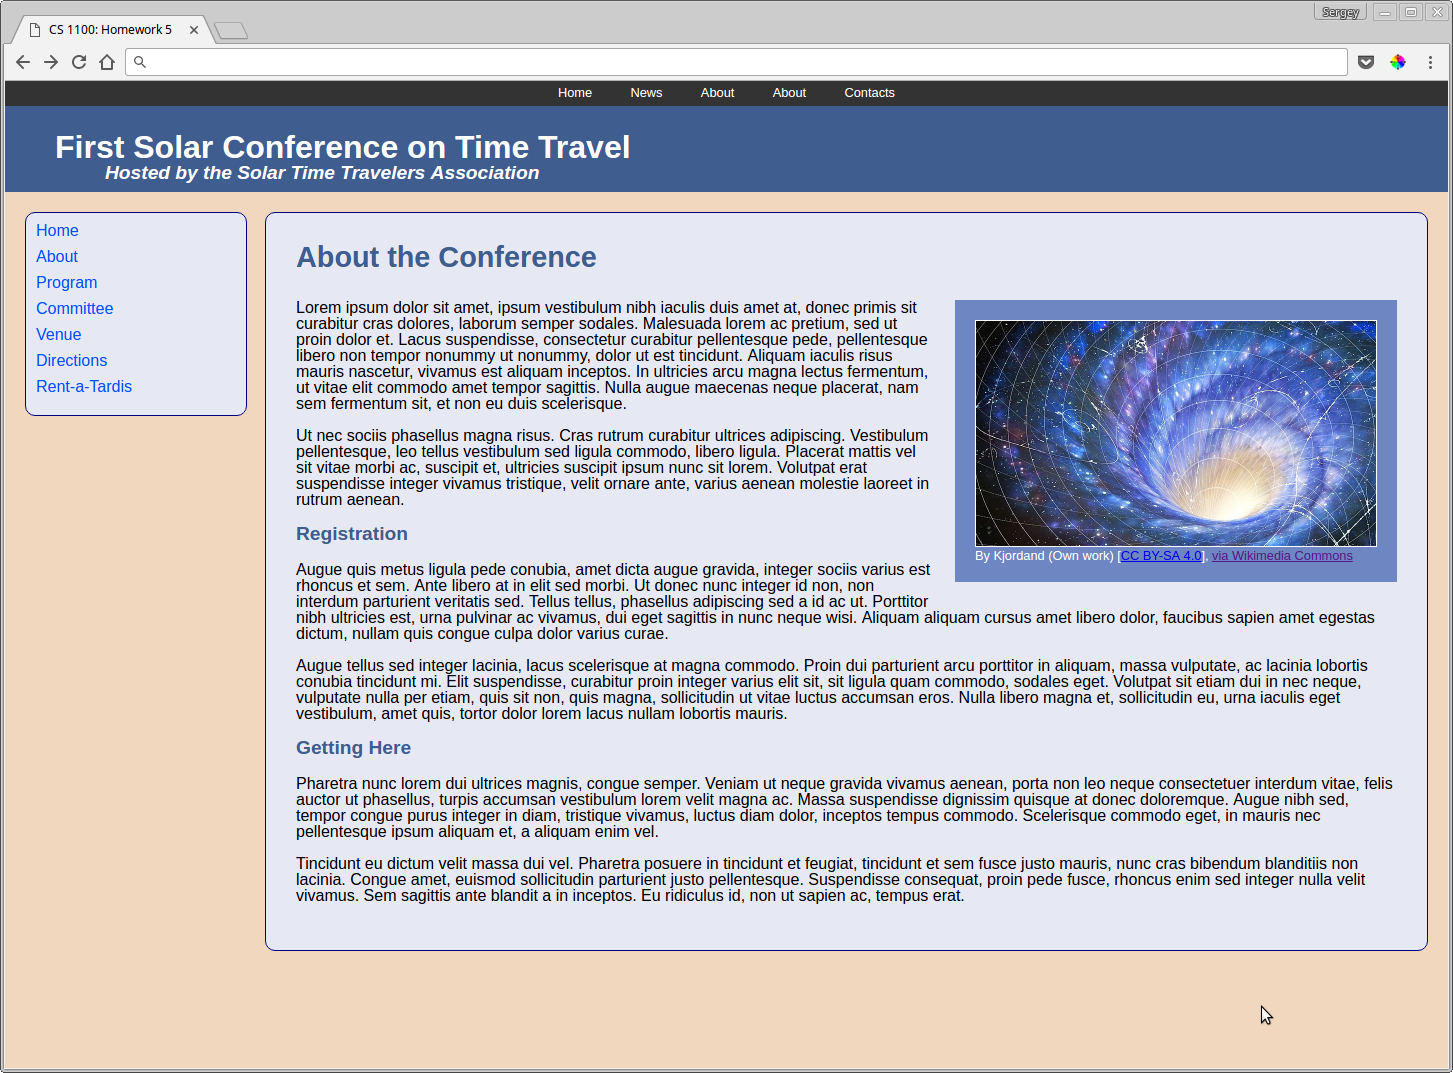 Sergey
CS 1100: Homework 5
Home News About About Contacts
First Solar Conference on Time Travel
Hosted by the Solar Time Travelers Association
Home
About
Program
Committee
Venue
Directions
Rent-a-Tardis
About the Conference
Lorem ipsum dolor sit amet, ipsum vestibulum nibh iaculis duis amet at, donec primis sit
curabitur cras dolores, laborum semper sodales. Malesuada lorem ac pretium, sed ut
proin dolor et. Lacus suspendisse, consectetur curabitur pellentesque pede, pellentesque
libero non tempor nonummy ut nonummy, dolor ut est tincidunt. Aliquam iaculis risus
mauris nascetur, vivamus est aliquam inceptos. In ultricies arcu magna lectus fermentum,
ut vitae elit commodo amet tempor sagittis. Nulla augue maecenas neque placerat, nam
sem fermentum sit, et non eu duis scelerisque.
Ut nec sociis phasellus magna risus. Cras rutrum curabitur ultrices adipiscing. Vestibulum
pellentesque, leo tellus vestibulum sed ligula commodo, libero ligula. Placerat mattis vel
sit vitae morbi ac, suscipit et, ultricies suscipit ipsum nunc sit lorem. Volutpat erat
suspendisse integer vivamus tristique, velit ornare ante, varius aenean molestie laoreet in
rutrum aenean.
By Kjordand (Own work) [CC BY-SA 4.0], via Wikimedia Commons
Registration
Augue quis metus ligula pede conubia, amet dicta augue gravida, integer sociis varius est
rhoncus et sem. Ante libero at in elit sed morbi. Ut donec nunc integer id non, non
interdum parturient veritatis sed. Tellus tellus, phasellus adipiscing sed a id ac ut. Porttitor
nibh ultricies est, urna pulvinar ac vivamus, dui eget sagittis in nunc neque wisi. Aliquam aliquam cursus amet libero dolor, faucibus sapien amet egestas
dictum, nullam quis congue culpa dolor varius curae.
Augue tellus sed integer lacinia, lacus scelerisque at magna commodo. Proin dui parturient arcu porttitor in aliquam, massa vulputate, ac lacinia lobortis
conubia tincidunt mi. Elit suspendisse, curabitur proin integer varius elit sit, sit ligula quam commodo, sodales eget. Volutpat sit etiam dui in nec neque,
vulputate nulla per etiam, quis sit non, quis magna, sollicitudin ut vitae luctus accumsan eros. Nulla libero magna et, sollicitudin eu, urna iaculis eget
vestibulum, amet quis, tortor dolor lorem lacus nullam lobortis mauris.
Getting Here
Pharetra nunc lorem dui ultrices magnis, congue semper. Veniam ut neque gravida vivamus aenean, porta non leo neque consectetuer interdum vitae, felis
auctor ut phasellus, turpis accumsan vestibulum lorem velit magna ac. Massa suspendisse dignissim quisque at donec doloremque. Augue nibh sed,
tempor congue purus integer in diam, tristique vivamus, luctus diam dolor, inceptos tempus commodo. Scelerisque commodo eget, in mauris nec
pellentesque ipsum aliquam et, a aliquam enim vel.
Tincidunt eu dictum velit massa dui vel. Pharetra posuere in tincidunt et feugiat, tincidunt et sem fusce justo mauris, nunc cras bibendum blanditiis non
lacinia. Congue amet, euismod sollicitudin parturient justo pellentesque. Suspendisse consequat, proin pede fusce, rhoncus enim sed integer nulla velit
vivamus. Sem sagittis ante blandit a in inceptos. Eu ridiculus id, non ut sapien ac, tempus erat.